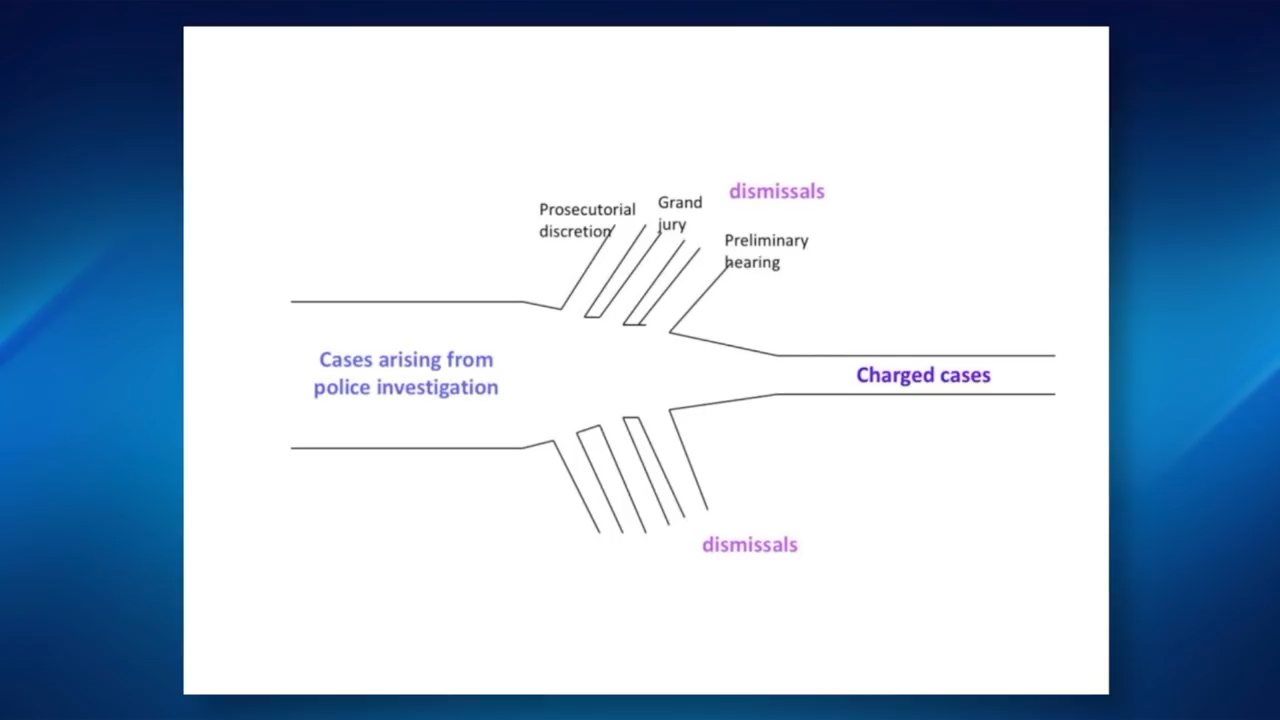 dismissals
Prosecutorial
discretion
Grand
jury
Preliminary
hearing
Cases arising from
police investigation
Charged cases
dismissals